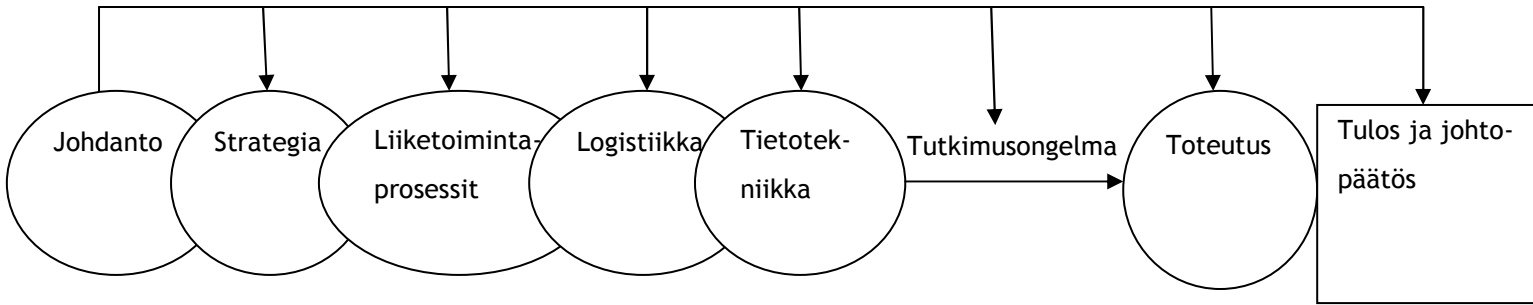 Johdanto
Strategia
Liiketoiminta-
prosessit
Logistiikka
Tietotek-
niikka
Tutkimusongelma
Toteutus
Tulos ja johto-
päätös